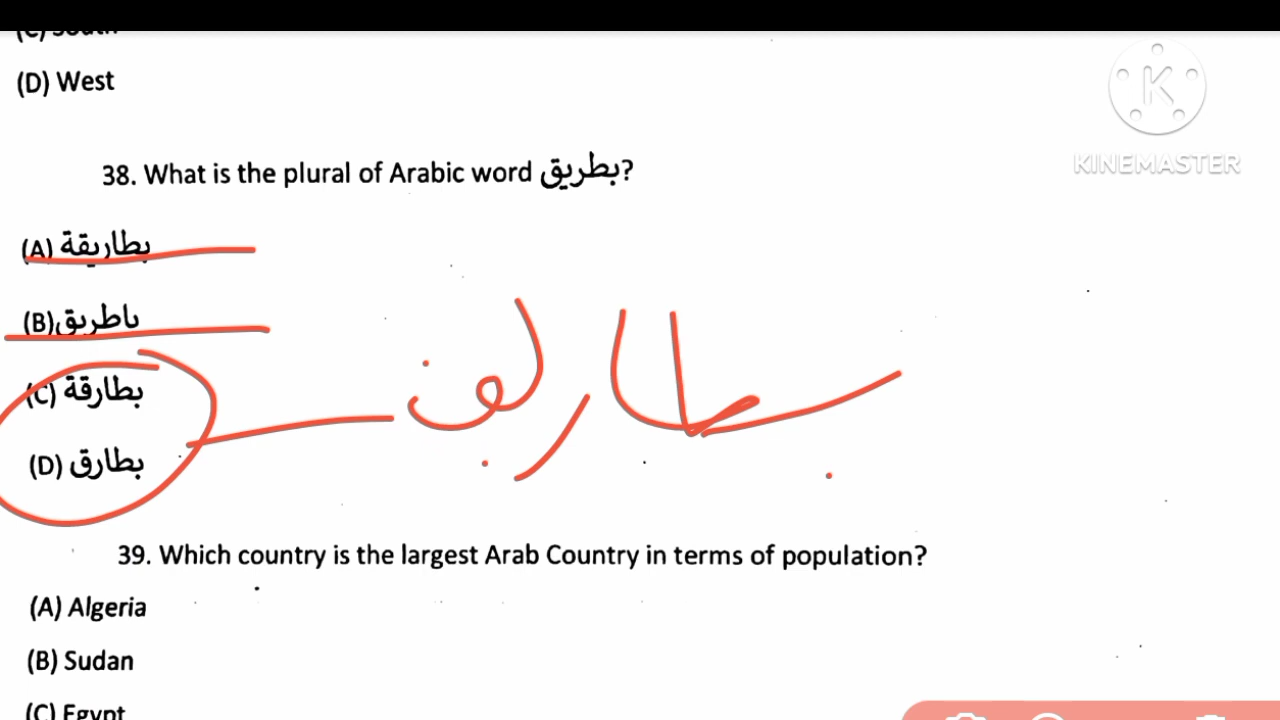 (C) South
(D) West
KINEMASTER
38. What is the plural of Arabic word بطريق?
(A) بطاريقة
(B) باطريق
(C) بطارقة
(D) بطارق
39. Which country is the largest Arab Country in terms of population?
(A) Algeria
(B) Sudan
(C) Egypt